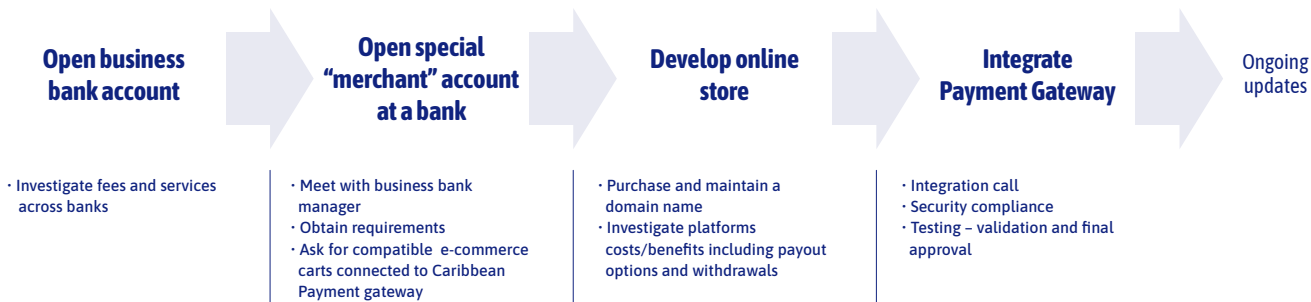 Open business
bank account
Open special
“merchant” account
at a bank
Develop online
store
Integrate
Payment Gateway
Ongoing
updates
· Investigate fees and services
across banks
· Meet with business bank
manager
· Obtain requirements
· Ask for compatible e-commerce
carts connected to Caribbean
Payment gateway
· Purchase and maintain a
domain name
· Investigate platforms
costs/benefits including payout
options and withdrawals
· Integration call
· Security compliance
· Testing – validation and final
approval